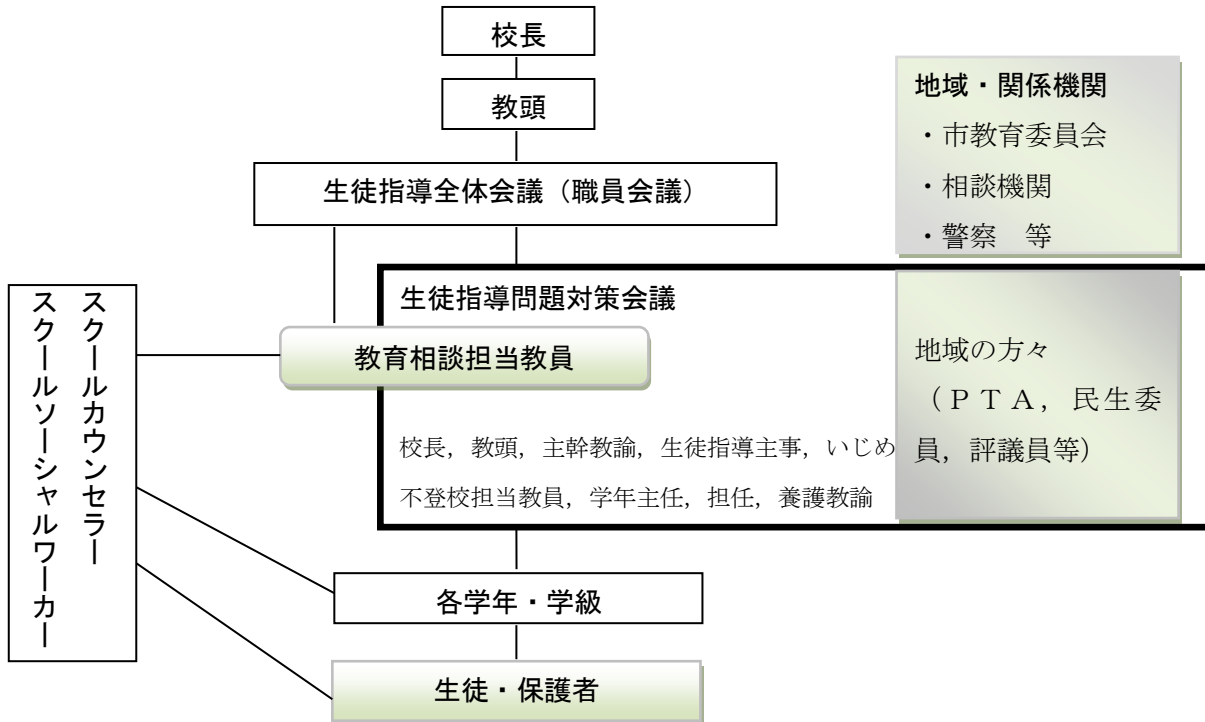 校長
教頭
生徒指導全体会議（職員会議）
地域・関係機関
・市教育委員会
・相談機関
・警察　等
スクールカウンセラー
スクールソーシャルワーカー
生徒指導問題対策会議
教育相談担当教員
校長，教頭，主幹教諭，生徒指導主事，いじめ
不登校担当教員，学年主任，担任，養護教諭
地域の方々
（ＰＴＡ，民生委
員，評議員等）
各学年・学級
生徒・保護者